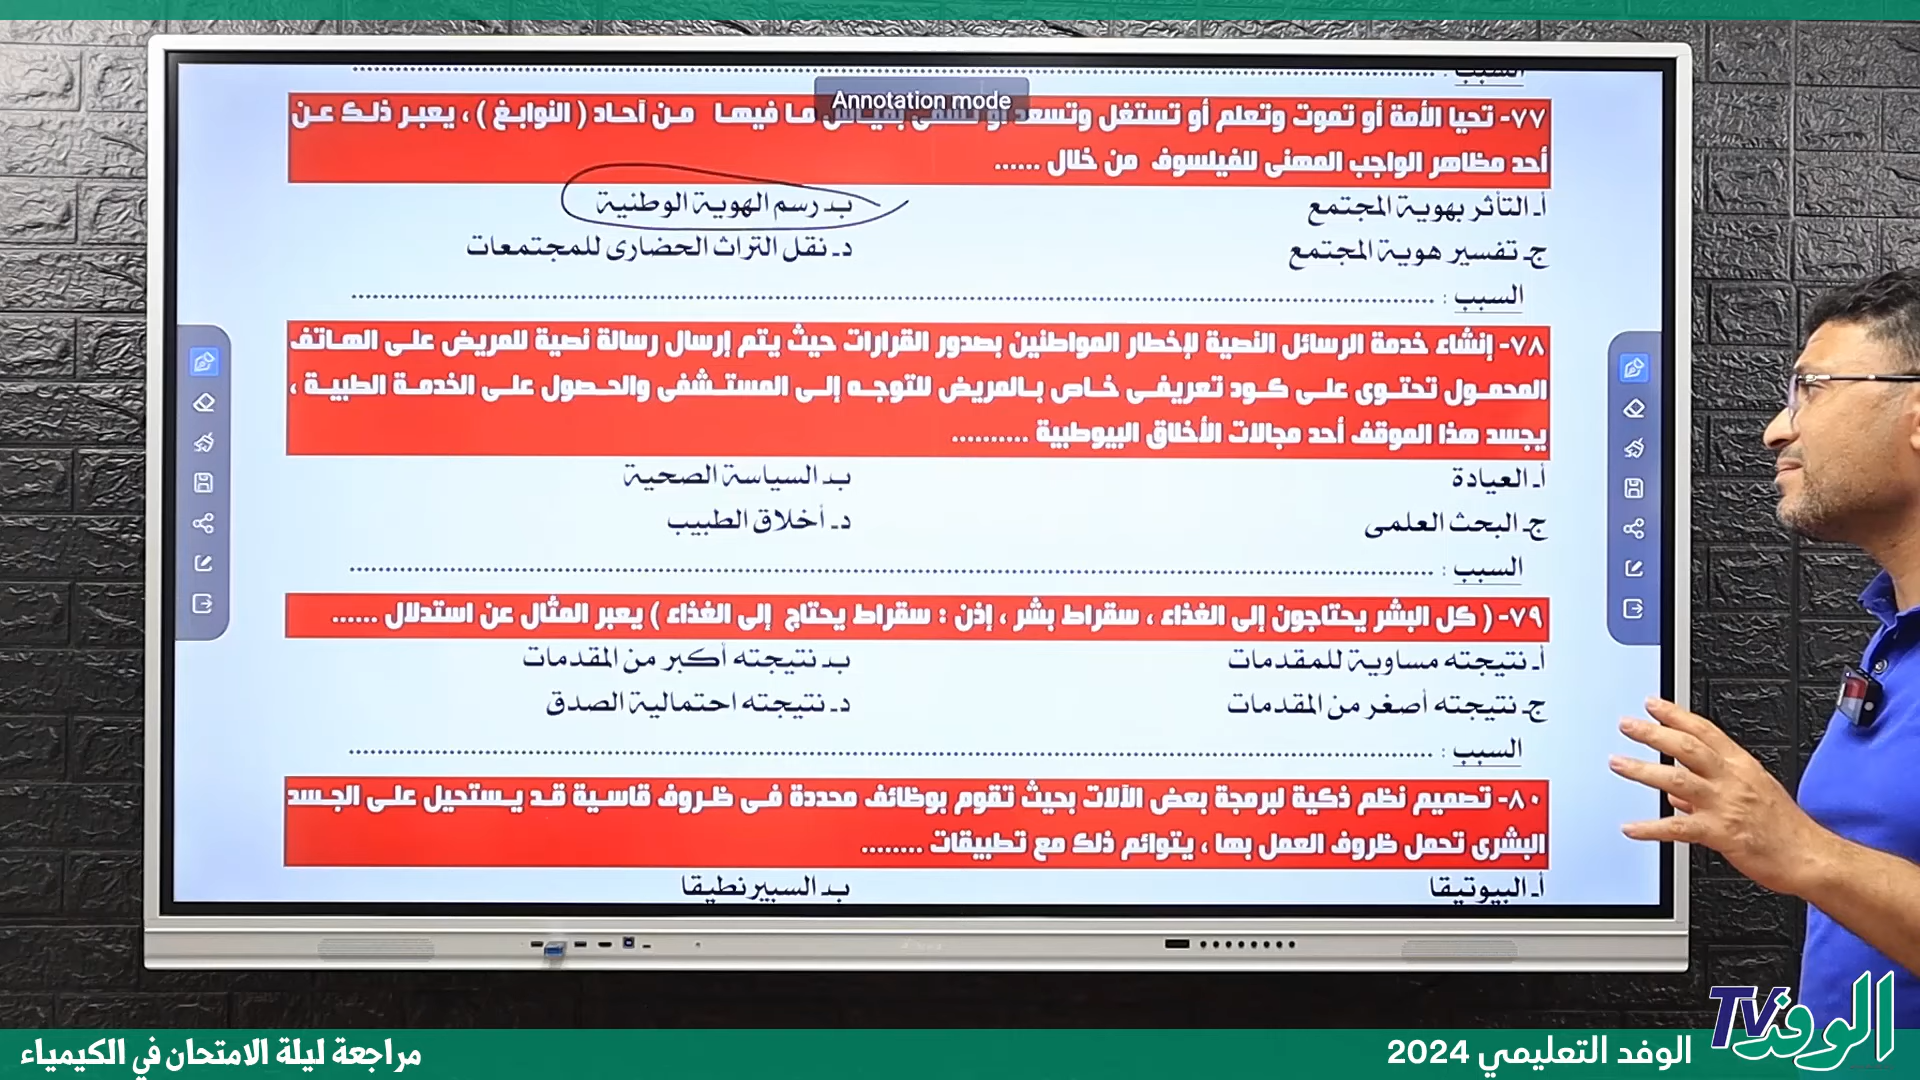 السبب :
Annotation mode
٧٧- تحيا الأمة أو تموت وتعلم أو تستغل وتسعد أو تشقى بقياس ما فيها من آحاد ( النوابغ ) ، يعبر ذلك عن
أحد مظاهر الواجب المهنى للفيلسوف من خلال ......
أ- التأثر بهوية المجتمع
ب- رسم الهوية الوطنية
ج- تفسير هوية المجتمع
د- نقل التراث الحضارى للمجتمعات
السبب :
٧٨- إنشاء خدمة الرسائل النصية لإخطار المواطنين بصدور القرارات حيث يتم إرسال رسالة نصية للمريض على الهاتف
المحمول تحتوى على كود تعريفى خاص بالمريض للتوجه إلى المستشفى والحصول على الخدمة الطبية ،
يجسد هذا الموقف أحد مجالات الأخلاق البيوطبية ..........
أ- العيادة
ب- السياسة الصحية
ج- البحث العلمى
د- أخلاق الطبيب
السبب :
٧٩- ( كل البشر يحتاجون إلى الغذاء ، سقراط بشر ، إذن : سقراط يحتاج إلى الغذاء ) يعبر المثال عن استدلال ......
أ- نتيجته مساوية للمقدمات
ب- نتيجته أكبر من المقدمات
ج- نتيجته أصغر من المقدمات
د- نتيجته احتمالية الصدق
السبب :
٨٠- تصميم نظم ذكية لبرمجة بعض الآلات بحيث تقوم بوظائف محددة فى ظروف قاسية قد يستحيل على الجسد
البشرى تحمل ظروف العمل بها ، يتوائم ذلك مع تطبيقات ........
أ- البيوتيقا
ب- السيبرنطيقا
الوفد TV
الوفد التعليمي 2024
مراجعة ليلة الامتحان في الكيمياء